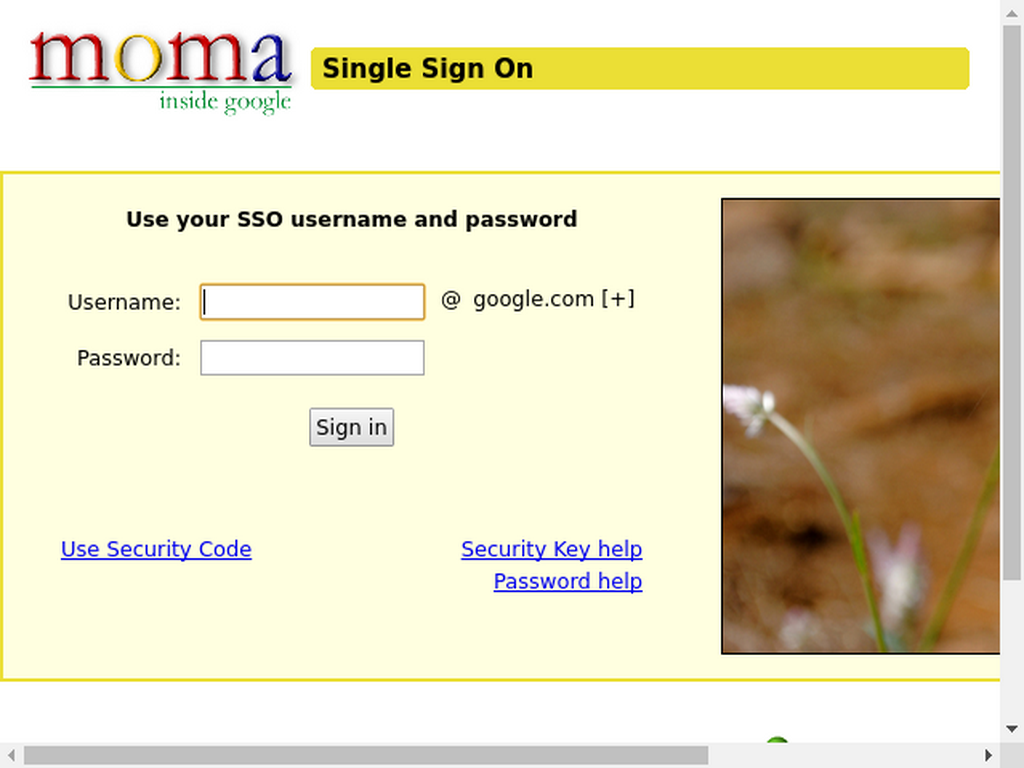 moma
inside google
Single Sign On
Use your SSO username and password
Username: @ google.com [+]
Password:
Sign in
Use Security Code Security Key help
Password help